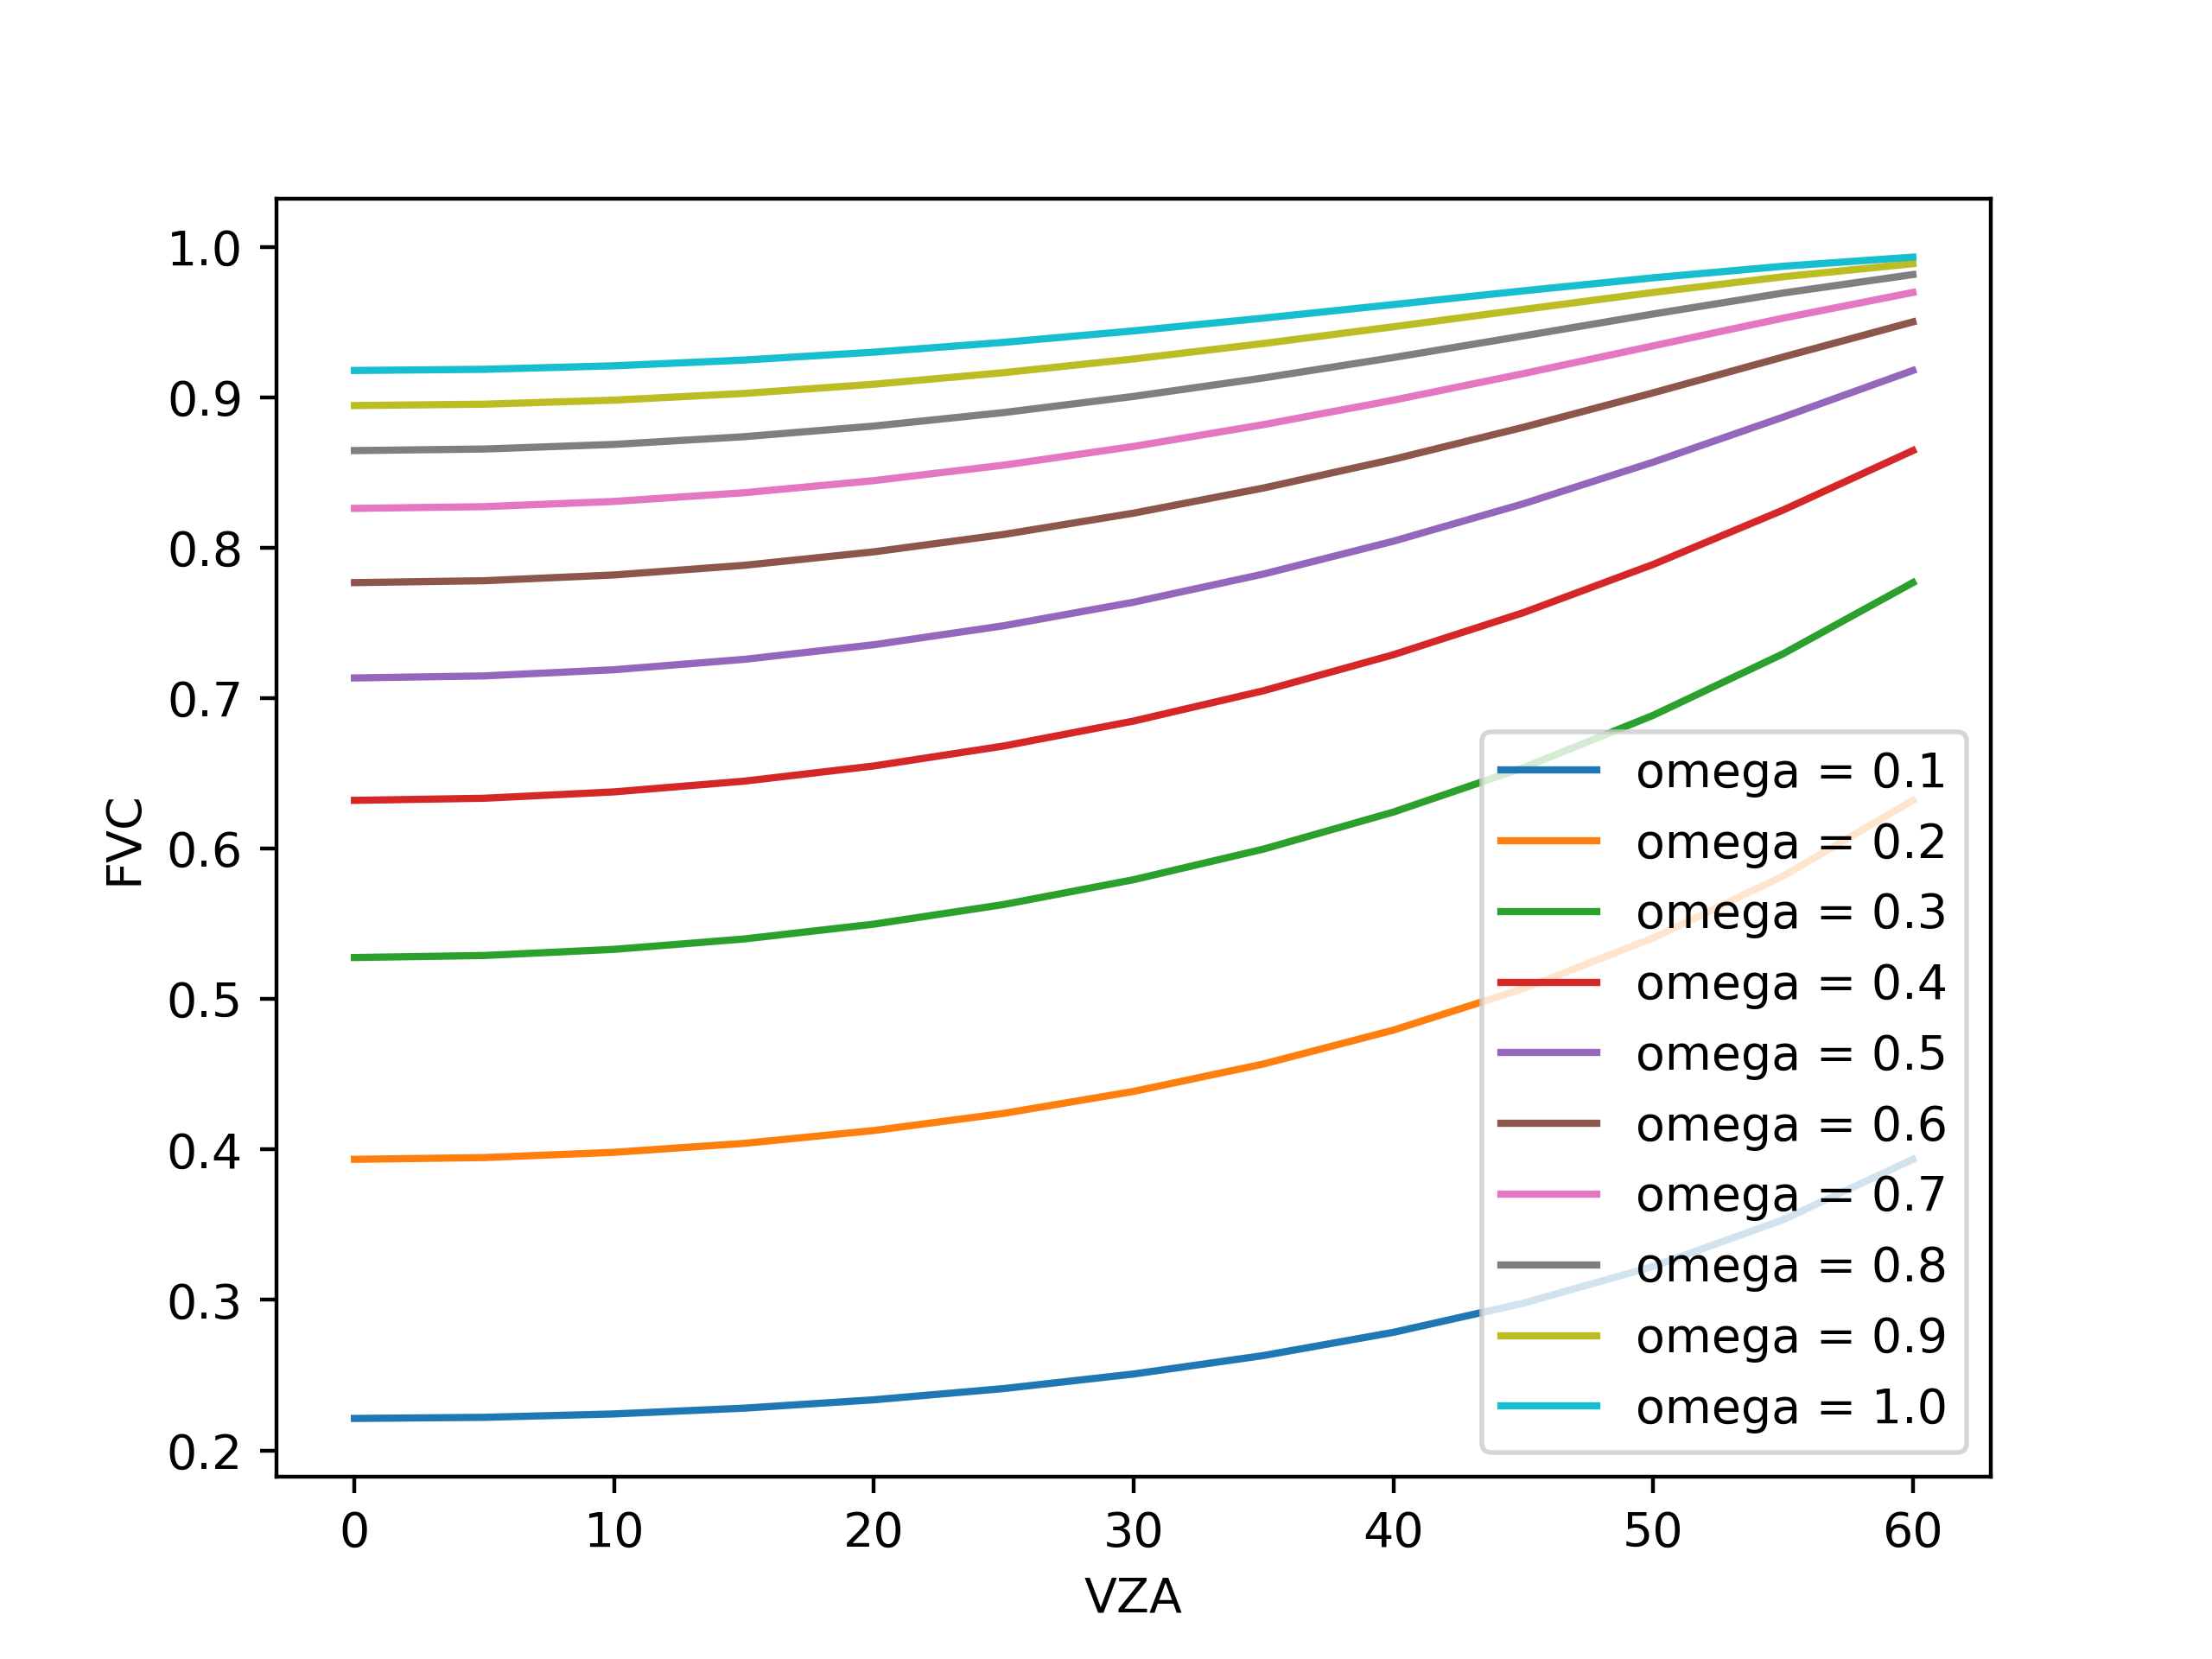 1.0
0.9
0.8
0.7
0.6
0.5
0.4
0.3
0.2
FVC
omega = 0.1
omega = 0.2
omega = 0.3
omega = 0.4
omega = 0.5
omega = 0.6
omega = 0.7
omega = 0.8
omega = 0.9
omega = 1.0
0 10 20 30 40 50 60
VZA